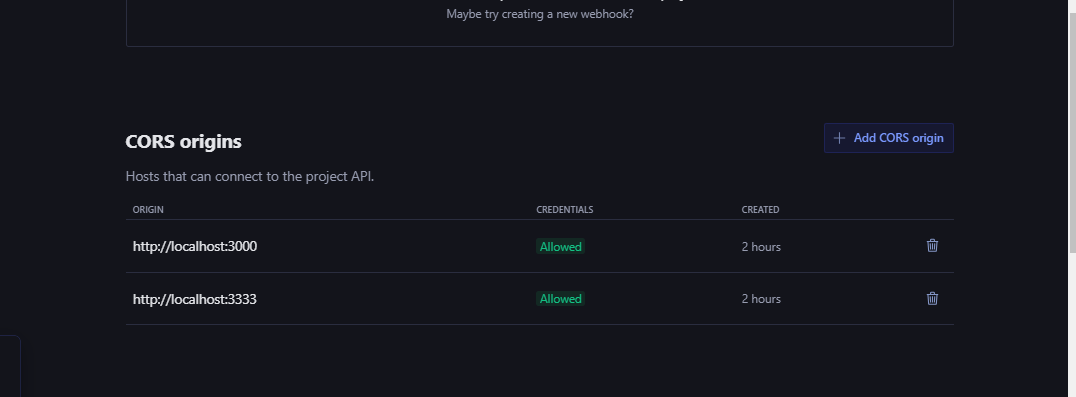 Maybe try creating a new webhook?
CORS origins
Add CORS origin
Hosts that can connect to the project API.
ORIGIN CREDENTIALS CREATED
http://localhost:3000 Allowed 2 hours
http://localhost:3333 Allowed 2 hours